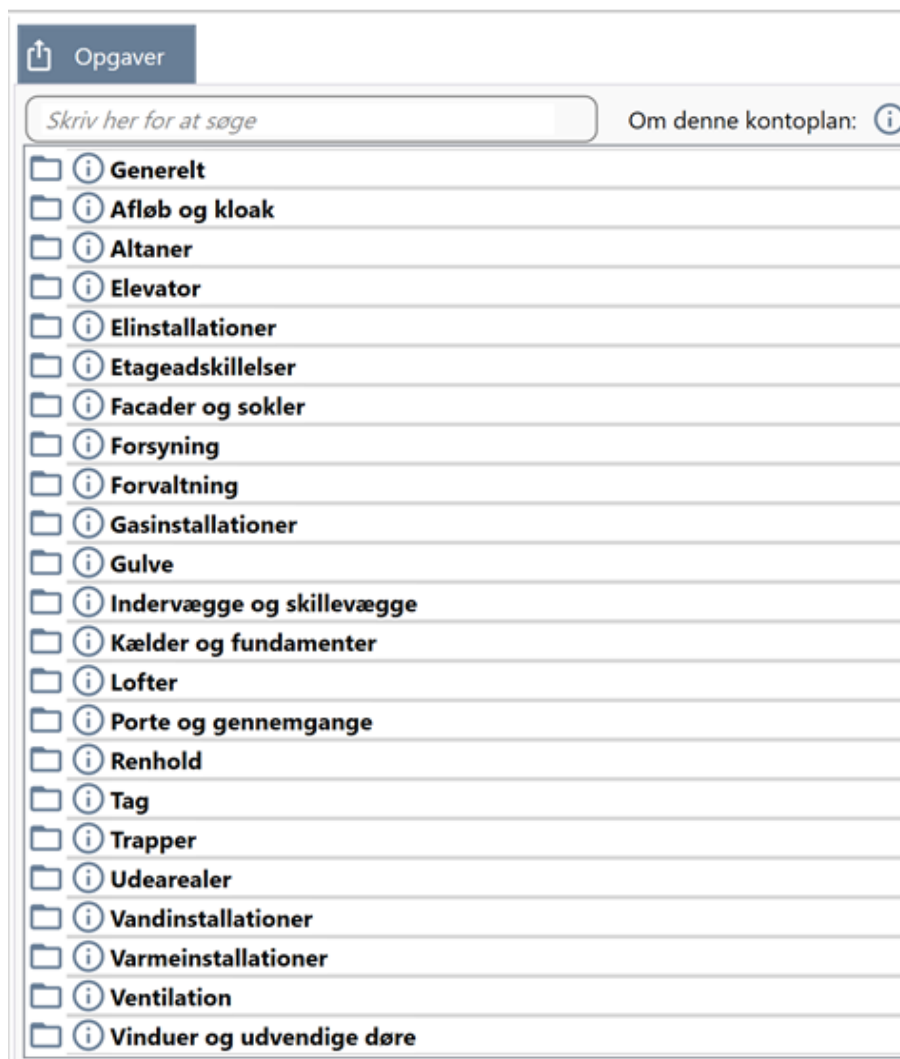 Opgaver
Skriv her for at søge Om denne kontoplan:
Generelt
Afløb og kloak
Altaner
Elevator
Elinstallationer
Etageadskillelser
Facader og sokler
Forsyning
Forvaltning
Gasinstallationer
Gulve
Indervægge og skillevægge
Kælder og fundamenter
Lofter
Porte og gennemgange
Renhold
Tag
Trapper
Udearealer
Vandinstallationer
Varmeinstallationer
Ventilation
Vinduer og udvendige døre